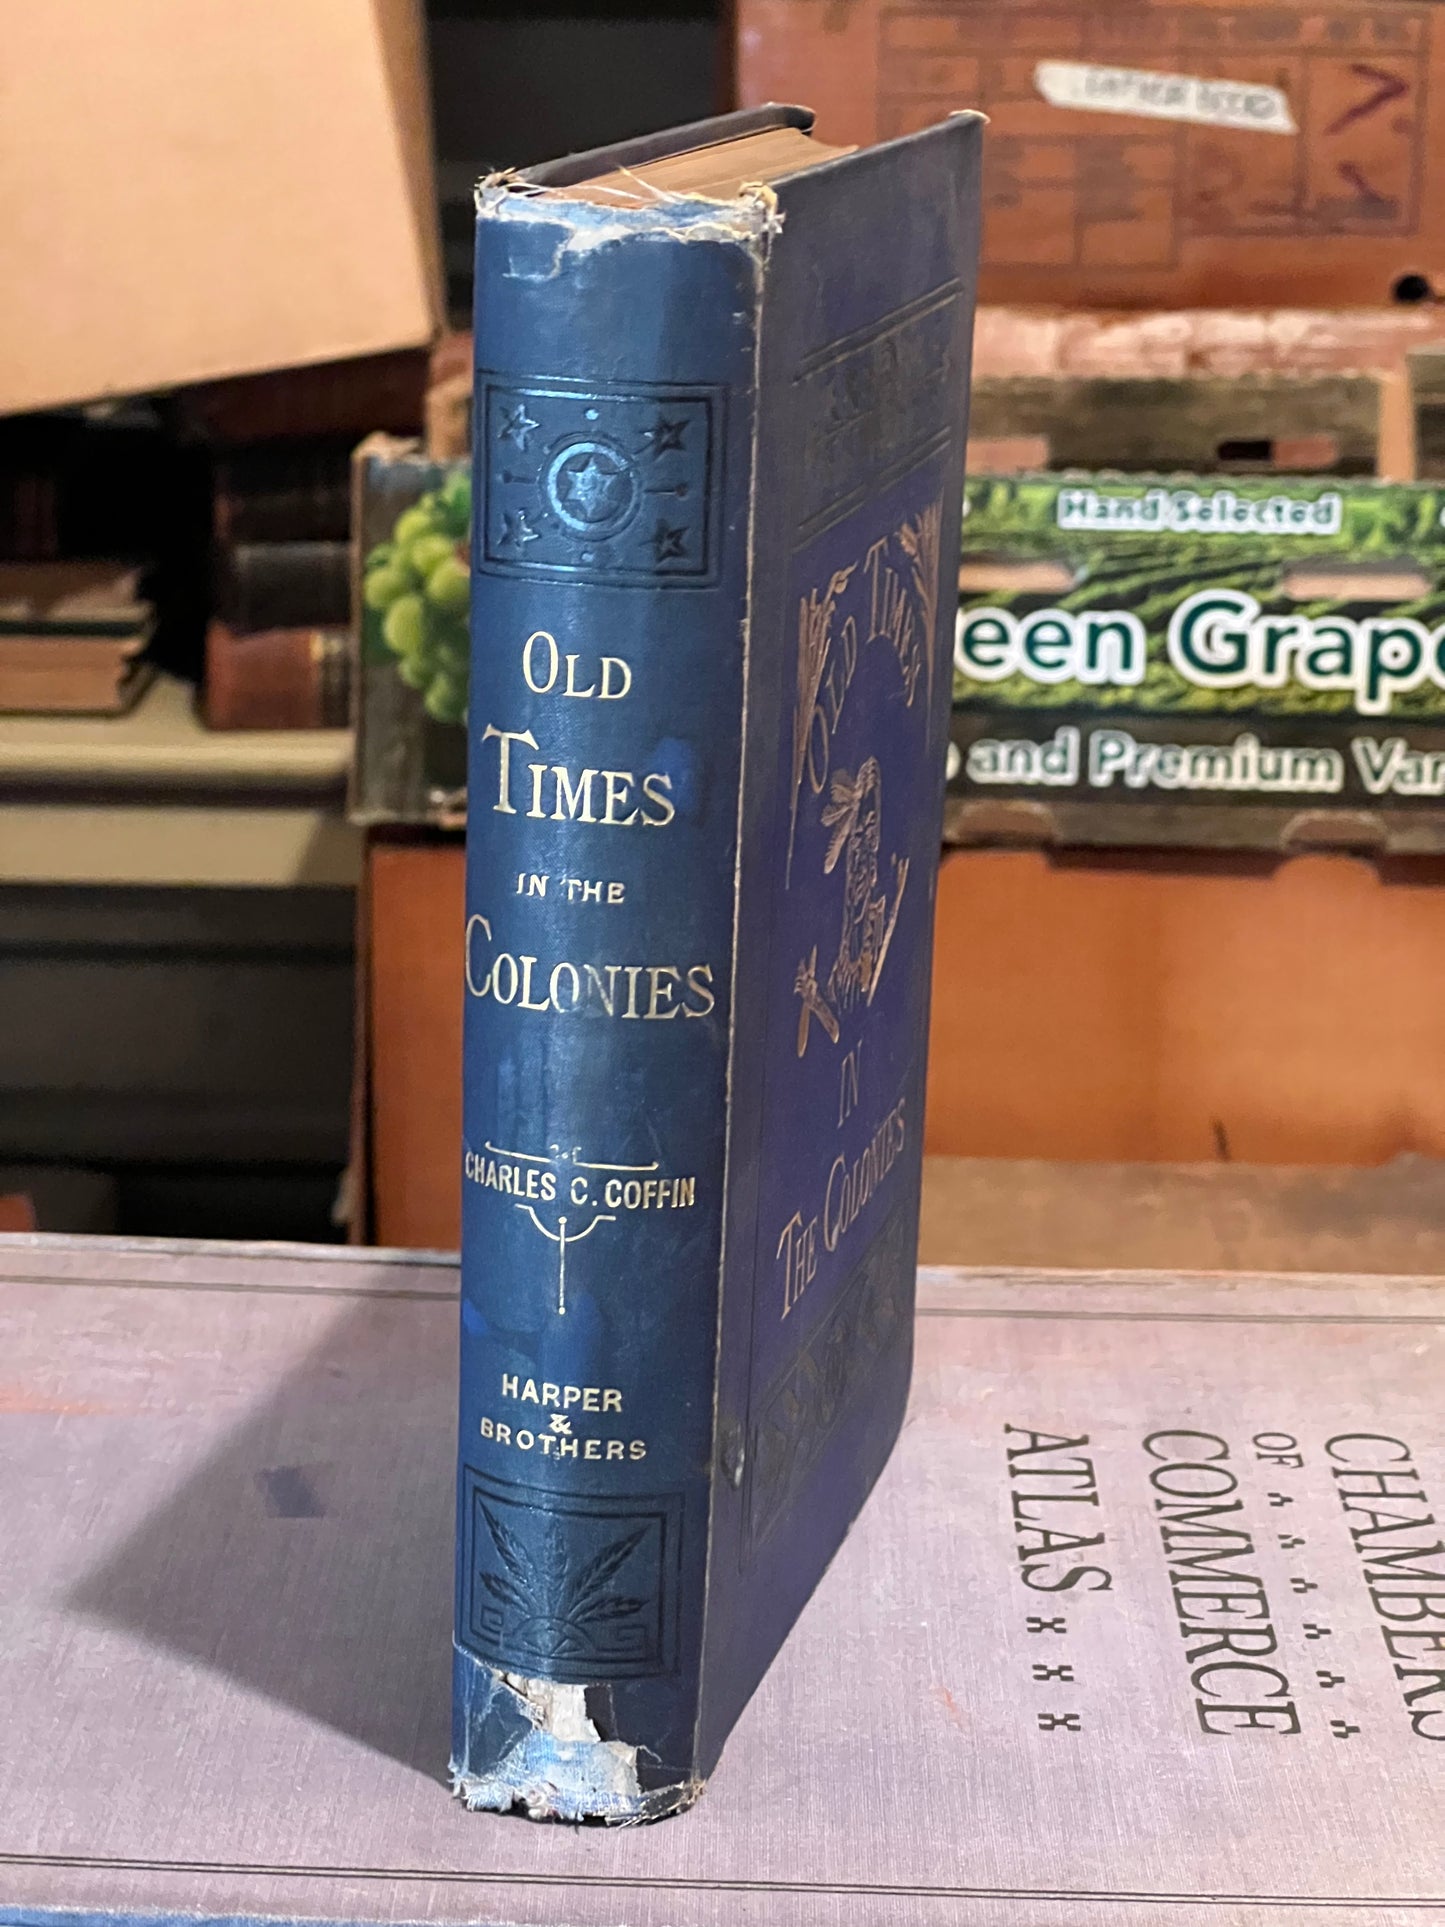 OLD
TIMES
IN THE
COLONIES
CHARLES C. COFFIN
HARPER
&
BROTHERS
OLD TIMES
IN
THE COLONIES
Hand Selected
een Grape
and Premium Var
CHAMBERS
OF
COMMERCE
ATLAS